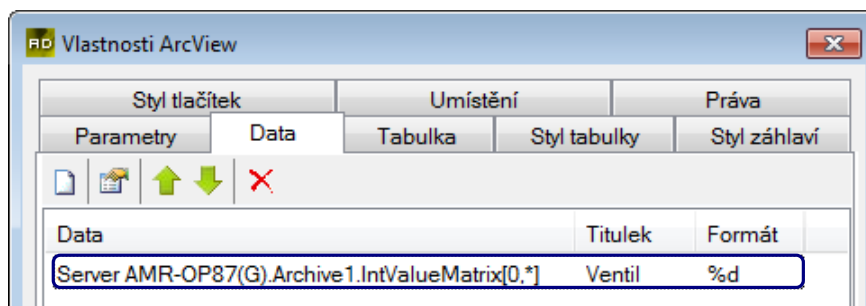 Vlastnosti ArcView
Styl tlačítek Umístění Práva
Parametry Data Tabulka Styl tabulky Styl záhlaví
Data Titulek Formát
Server AMR-OP87(G).Archive1.IntValueMatrix[0,*] Ventil %d